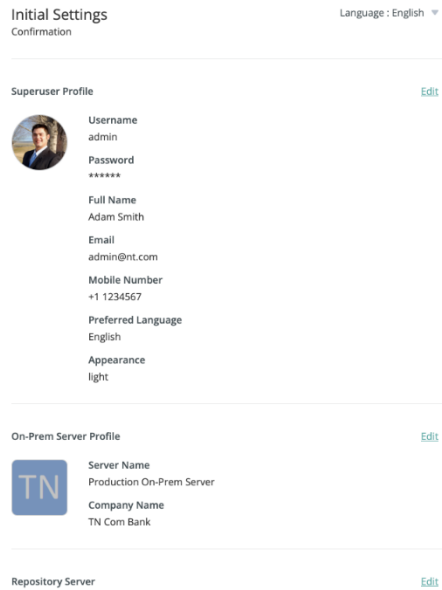 Initial Settings
Language : English
Confirmation
Superuser Profile
Edit
Username
admin
Password
******
Full Name
Adam Smith
Email
admin@nt.com
Mobile Number
+1 1234567
Preferred Language
English
Appearance
light
On-Prem Server Profile
Edit
TN
Server Name
Production On-Prem Server
Company Name
TN Com Bank
Repository Server
Edit